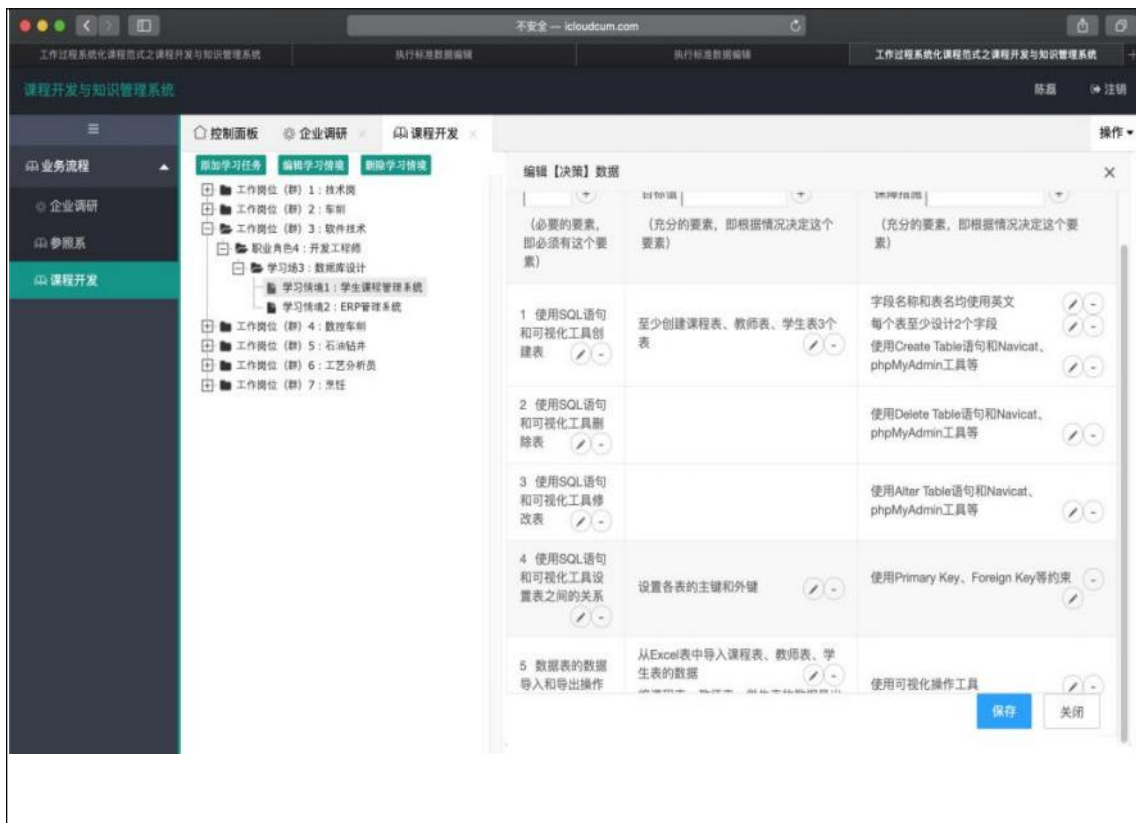 不安全 — icloudcum.com
工作过程系统化课程范式之课程开发与知识管理系统
执行标准数据编辑
执行标准数据编辑
工作过程系统化课程范式之课程开发与知识管理系统
课程开发与知识管理系统
陈磊
注销
控制面板
企业调研
课程开发
操作
业务流程
企业调研
参照系
课程开发
添加学习任务
编辑学习情境
删除学习情境
工作岗位（群）1：技术岗
工作岗位（群）2：车削
工作岗位（群）3：软件技术
职业角色4：开发工程师
学习场3：数据库设计
学习情境1：学生课程管理系统
学习情境2：ERP管理系统
工作岗位（群）4：数控车削
工作岗位（群）5：石油钻井
工作岗位（群）6：工艺分析员
工作岗位（群）7：烹饪
编辑【决策】数据
目标值
保障措施
（必要的要素，
即必须有这个要
素）
（充分的要素，即根据情况决定这个
要素）
（充分的要素，即根据情况决定这个要
素）
1 使用SQL语句
和可视化工具创
建表
至少创建课程表、教师表、学生表3个
表
字段名称和表名均使用英文
每个表至少设计2个字段
使用Create Table语句和Navicat、
phpMyAdmin工具等
2 使用SQL语句
和可视化工具删
除表
使用Delete Table语句和Navicat、
phpMyAdmin工具等
3 使用SQL语句
和可视化工具修
改表
使用Alter Table语句和Navicat、
phpMyAdmin工具等
4 使用SQL语句
和可视化工具设
置表之间的关系
设置各表的主键和外键
使用Primary Key、Foreign Key等约束
5 数据表的数据
导入和导出操作
从Excel表中导入课程表、教师表、学
生表的数据
使用可视化操作工具
保存
关闭